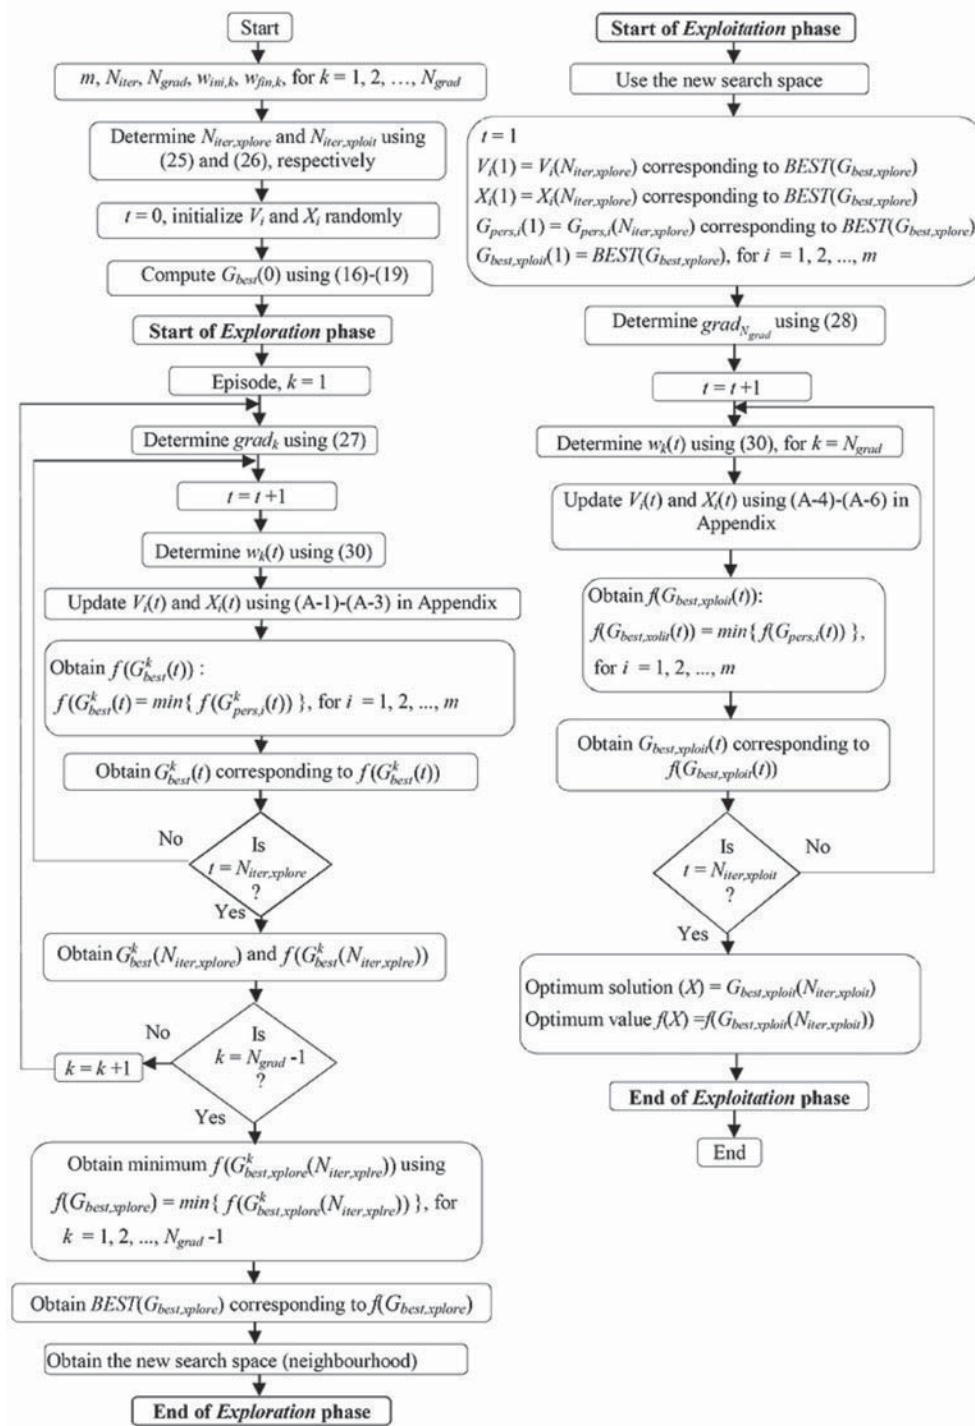 Start
m, N_iter, N_grad, w_ini,k, w_fin,k, for k = 1, 2, …, N_grad
Determine N_iter,xplore and N_iter,xploit using
(25) and (26), respectively
t = 0, initialize V_i and X_i randomly
Compute G_best(0) using (16)-(19)
Start of Exploration phase
Episode, k = 1
Determine grad_k using (27)
t = t+1
Determine w_k(t) using (30)
Update V_i(t) and X_i(t) using (A-1)-(A-3) in Appendix
Obtain f(G^k_best(t)) :
f(G^k_best(t) = min{ f(G^k_pers,i(t)) }, for i = 1, 2, ..., m
Obtain G^k_best(t) corresponding to f(G^k_best(t))
No
Is
t = N_iter,xplore
?
Yes
Obtain G^k_best(N_iter,xplore) and f(G^k_best(N_iter,xplre))
No
Is
k = N_grad -1
?
k = k+1
Yes
Obtain minimum f(G^k_best,xplore(N_iter,xplre)) using
f(G_best,xplore) = min{ f(G^k_best,xplore(N_iter,xplre)) }, for
k = 1, 2, ..., N_grad -1
Obtain BEST(G_best,xplore) corresponding to f(G_best,xplore)
Obtain the new search space (neighbourhood)
End of Exploration phase
Start of Exploitation phase
Use the new search space
t = 1
V_i(1) = V_i(N_iter,xplore) corresponding to BEST(G_best,xplore)
X_i(1) = X_i(N_iter,xplore) corresponding to BEST(G_best,xplore)
G_pers,i(1) = G_pers,i(N_iter,xplore) corresponding to BEST(G_best,xplore)
G_best,xploit(1) = BEST(G_best,xplore), for i = 1, 2, ..., m
Determine grad_N_grad using (28)
t = t+1
Determine w_k(t) using (30), for k = N_grad
Update V_i(t) and X_i(t) using (A-4)-(A-6) in
Appendix
Obtain f(G_best,xploit(t)):
f(G_best,xolit(t)) = min{ f(G_pers,i(t)) },
for i = 1, 2, ..., m
Obtain G_best,xploit(t) corresponding to
f(G_best,xploit(t))
Is
t = N_iter,xploit
?
No
Yes
Optimum solution (X) = G_best,xploit(N_iter,xploit)
Optimum value f(X) =f(G_best,xploit(N_iter,xploit))
End of Exploitation phase
End